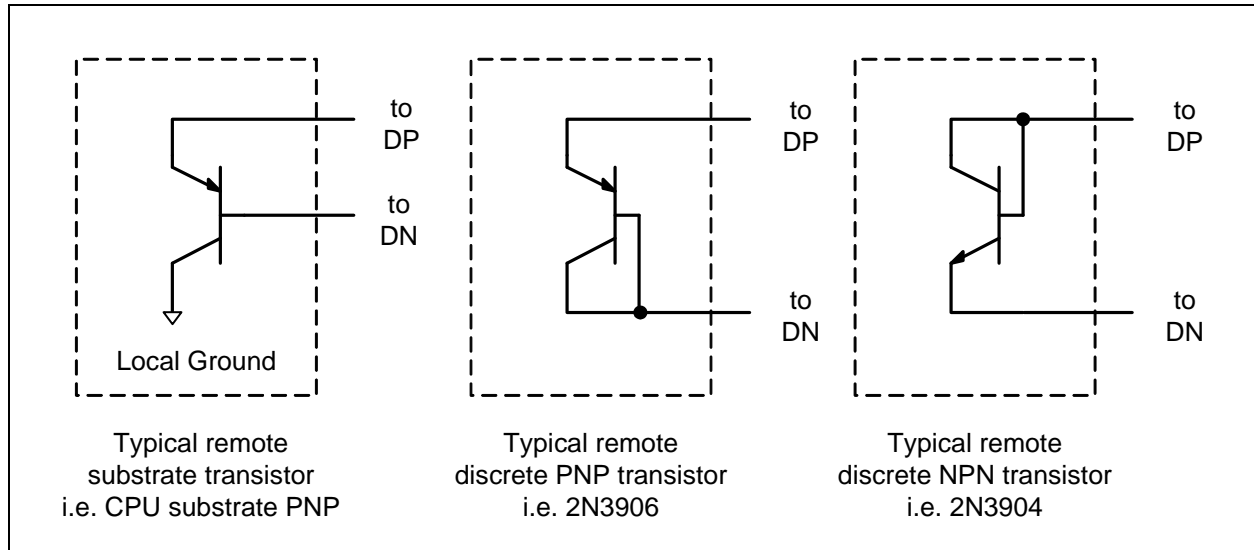 to
DP
to
DN
Local Ground
Typical remote
substrate transistor
i.e. CPU substrate PNP
to
DP
to
DN
Typical remote
discrete PNP transistor
i.e. 2N3906
to
DP
to
DN
Typical remote
discrete NPN transistor
i.e. 2N3904